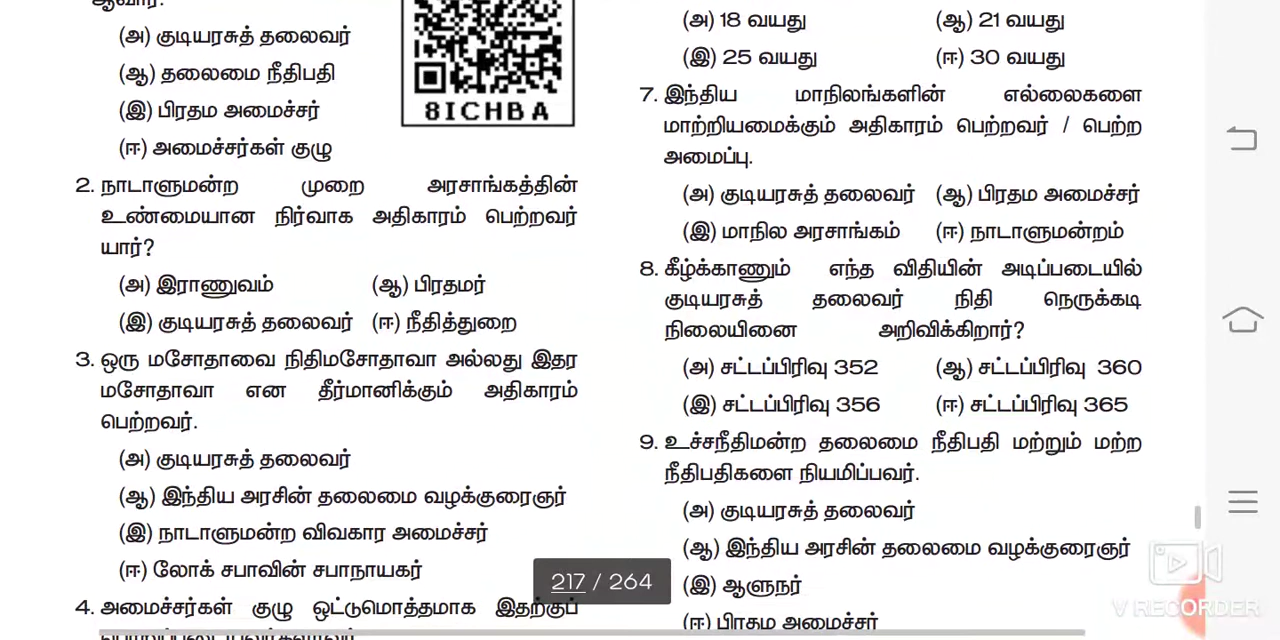 ஆவார்.
(அ) குடியரசுத் தலைவர்
(ஆ) தலைமை நீதிபதி
(இ) பிரதம அமைச்சர்
(ஈ) அமைச்சர்கள் குழு
8ICHBA
2. நாடாளுமன்ற முறை அரசாங்கத்தின்
உண்மையான நிர்வாக அதிகாரம் பெற்றவர்
யார்?
(அ) இராணுவம் (ஆ) பிரதமர்
(இ) குடியரசுத் தலைவர் (ஈ) நீதித்துறை
3. ஒரு மசோதாவை நிதிமசோதாவா அல்லது இதர
மசோதாவா என தீர்மானிக்கும் அதிகாரம்
பெற்றவர்.
(அ) குடியரசுத் தலைவர்
(ஆ) இந்திய அரசின் தலைமை வழக்குரைஞர்
(இ) நாடாளுமன்ற விவகார அமைச்சர்
(ஈ) லோக் சபாவின் சபாநாயகர்
4. அமைச்சர்கள் குழு ஒட்டுமொத்தமாக இதற்குப்
(அ) 18 வயது (ஆ) 21 வயது
(இ) 25 வயது (ஈ) 30 வயது
7. இந்திய மாநிலங்களின் எல்லைகளை
மாற்றியமைக்கும் அதிகாரம் பெற்றவர் / பெற்ற
அமைப்பு.
(அ) குடியரசுத் தலைவர் (ஆ) பிரதம அமைச்சர்
(இ) மாநில அரசாங்கம் (ஈ) நாடாளுமன்றம்
8. கீழ்க்காணும் எந்த விதியின் அடிப்படையில்
குடியரசுத் தலைவர் நிதி நெருக்கடி
நிலையினை அறிவிக்கிறார்?
(அ) சட்டப்பிரிவு 352 (ஆ) சட்டப்பிரிவு 360
(இ) சட்டப்பிரிவு 356 (ஈ) சட்டப்பிரிவு 365
9. உச்சநீதிமன்ற தலைமை நீதிபதி மற்றும் மற்ற
நீதிபதிகளை நியமிப்பவர்.
(அ) குடியரசுத் தலைவர்
(ஆ) இந்திய அரசின் தலைமை வழக்குரைஞர்
(இ) ஆளுநர்
(ஈ) பிரதம அமைச்சர்
217 / 264
V RECORDER